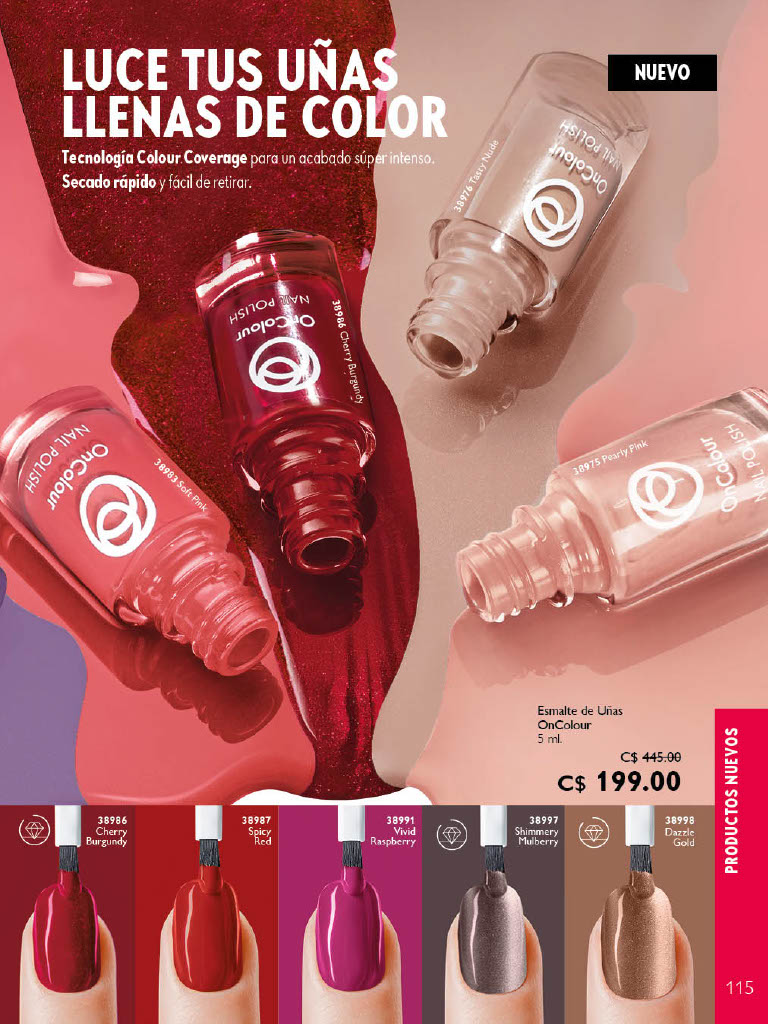 LUCE TUS UÑAS
LLENAS DE COLOR
Tecnología Colour Coverage para un acabado súper intenso.
Secado rápido y fácil de retirar.
NUEVO
38976 Tasty Nude
OnColour
NAIL POLISH
38986 Cherry Burgundy
OnColour
NAIL POLISH
38983 Soft Pink
OnColour
NAIL POLISH
38975 Pearly Pink
OnColour
NAIL POLISH
Esmalte de Uñas
OnColour
5 ml.
C$ 445.00
C$ 199.00
38986
Cherry
Burgundy
38987
Spicy
Red
38991
Vivid
Raspberry
38997
Shimmery
Mulberry
38998
Dazzle
Gold
PRODUCTOS NUEVOS
115